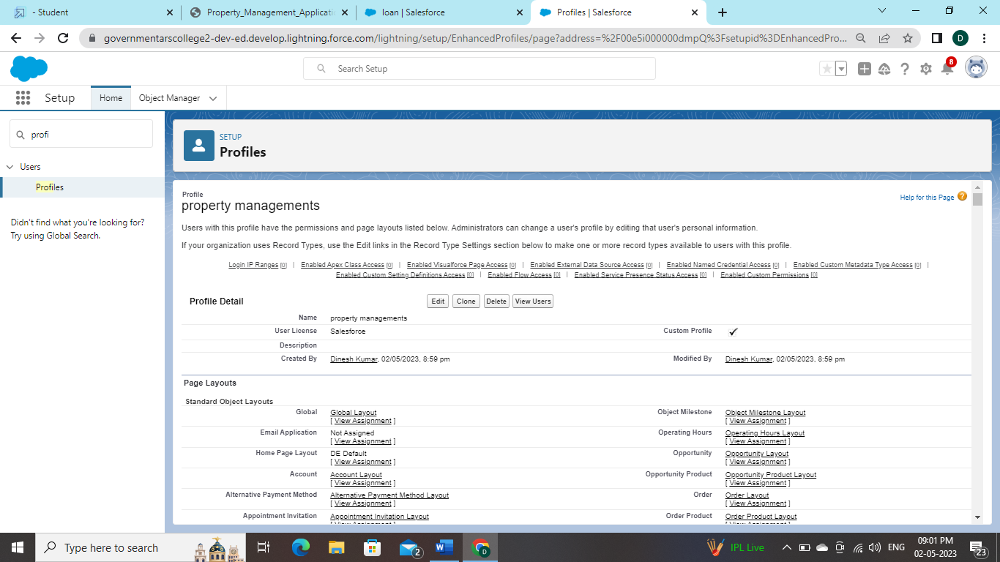 - Student
Property_Management_Applicati
loan | Salesforce
Profiles | Salesforce
governmentarscollege2-dev-ed.develop.lightning.force.com/lightning/setup/EnhancedProfiles/page?address=%2F00e5i000000dmpQ%3Fsetupid%3DEnhancedPro...
D
Search Setup
8
Setup
Home
Object Manager
profi
Users
Profiles
Didn't find what you're looking for?
Try using Global Search.
SETUP
Profiles
Profile
property managements
Help for this Page ?
Users with this profile have the permissions and page layouts listed below. Administrators can change a user's profile by editing that user's personal information.
If your organization uses Record Types, use the Edit links in the Record Type Settings section below to make one or more record types available to users with this profile.
Login IP Ranges [0] | Enabled Apex Class Access [0] | Enabled Visualforce Page Access [0] | Enabled External Data Source Access [0] | Enabled Named Credential Access [0] | Enabled Custom Metadata Type Access [0] |
Enabled Custom Setting Definitions Access [0] | Enabled Flow Access [0] | Enabled Service Presence Status Access [0] | Enabled Custom Permissions [0]
Profile Detail Edit Clone Delete View Users
Name property managements
User License Salesforce Custom Profile ✓
Description
Created By Dinesh Kumar, 02/05/2023, 8:59 pm Modified By Dinesh Kumar, 02/05/2023, 8:59 pm
Page Layouts
Standard Object Layouts
Global Global Layout Object Milestone Object Milestone Layout
[ View Assignment ] [ View Assignment ]
Email Application Not Assigned Operating Hours Operating Hours Layout
[ View Assignment ] [ View Assignment ]
Home Page Layout DE Default Opportunity Opportunity Layout
[ View Assignment ] [ View Assignment ]
Account Account Layout Opportunity Product Opportunity Product Layout
[ View Assignment ] [ View Assignment ]
Alternative Payment Method Alternative Payment Method Layout Order Order Layout
[ View Assignment ] [ View Assignment ]
Appointment Invitation Appointment Invitation Layout Order Product Order Product Layout
[ View Assignment ] [ View Assignment ]
Type here to search
2
W
D
IPL Live
ENG
09:01 PM
02-05-2023
23